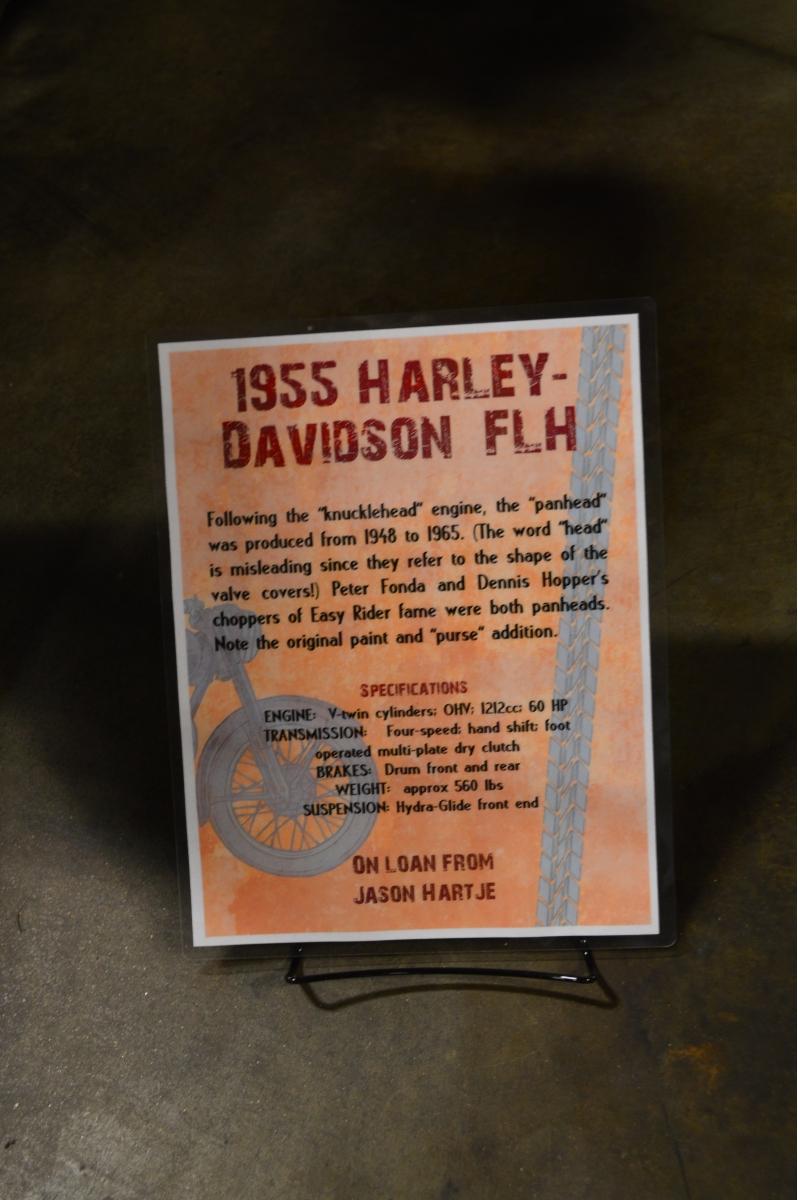 1955 HARLEY-
DAVIDSON FLH
Following the "knucklehead" engine, the "panhead"
was produced from 1948 to 1965. (The word "head"
is misleading since they refer to the shape of the
valve covers!) Peter Fonda and Dennis Hopper's
choppers of Easy Rider fame were both panheads.
Note the original paint and "purse" addition.
SPECIFICATIONS
ENGINE: V-twin cylinders; OHV; 1212cc; 60 HP
TRANSMISSION: Four-speed; hand shift; foot
operated multi-plate dry clutch
BRAKES: Drum front and rear
WEIGHT: approx 560 lbs
SUSPENSION: Hydra-Glide front end
ON LOAN FROM
JASON HARTJE